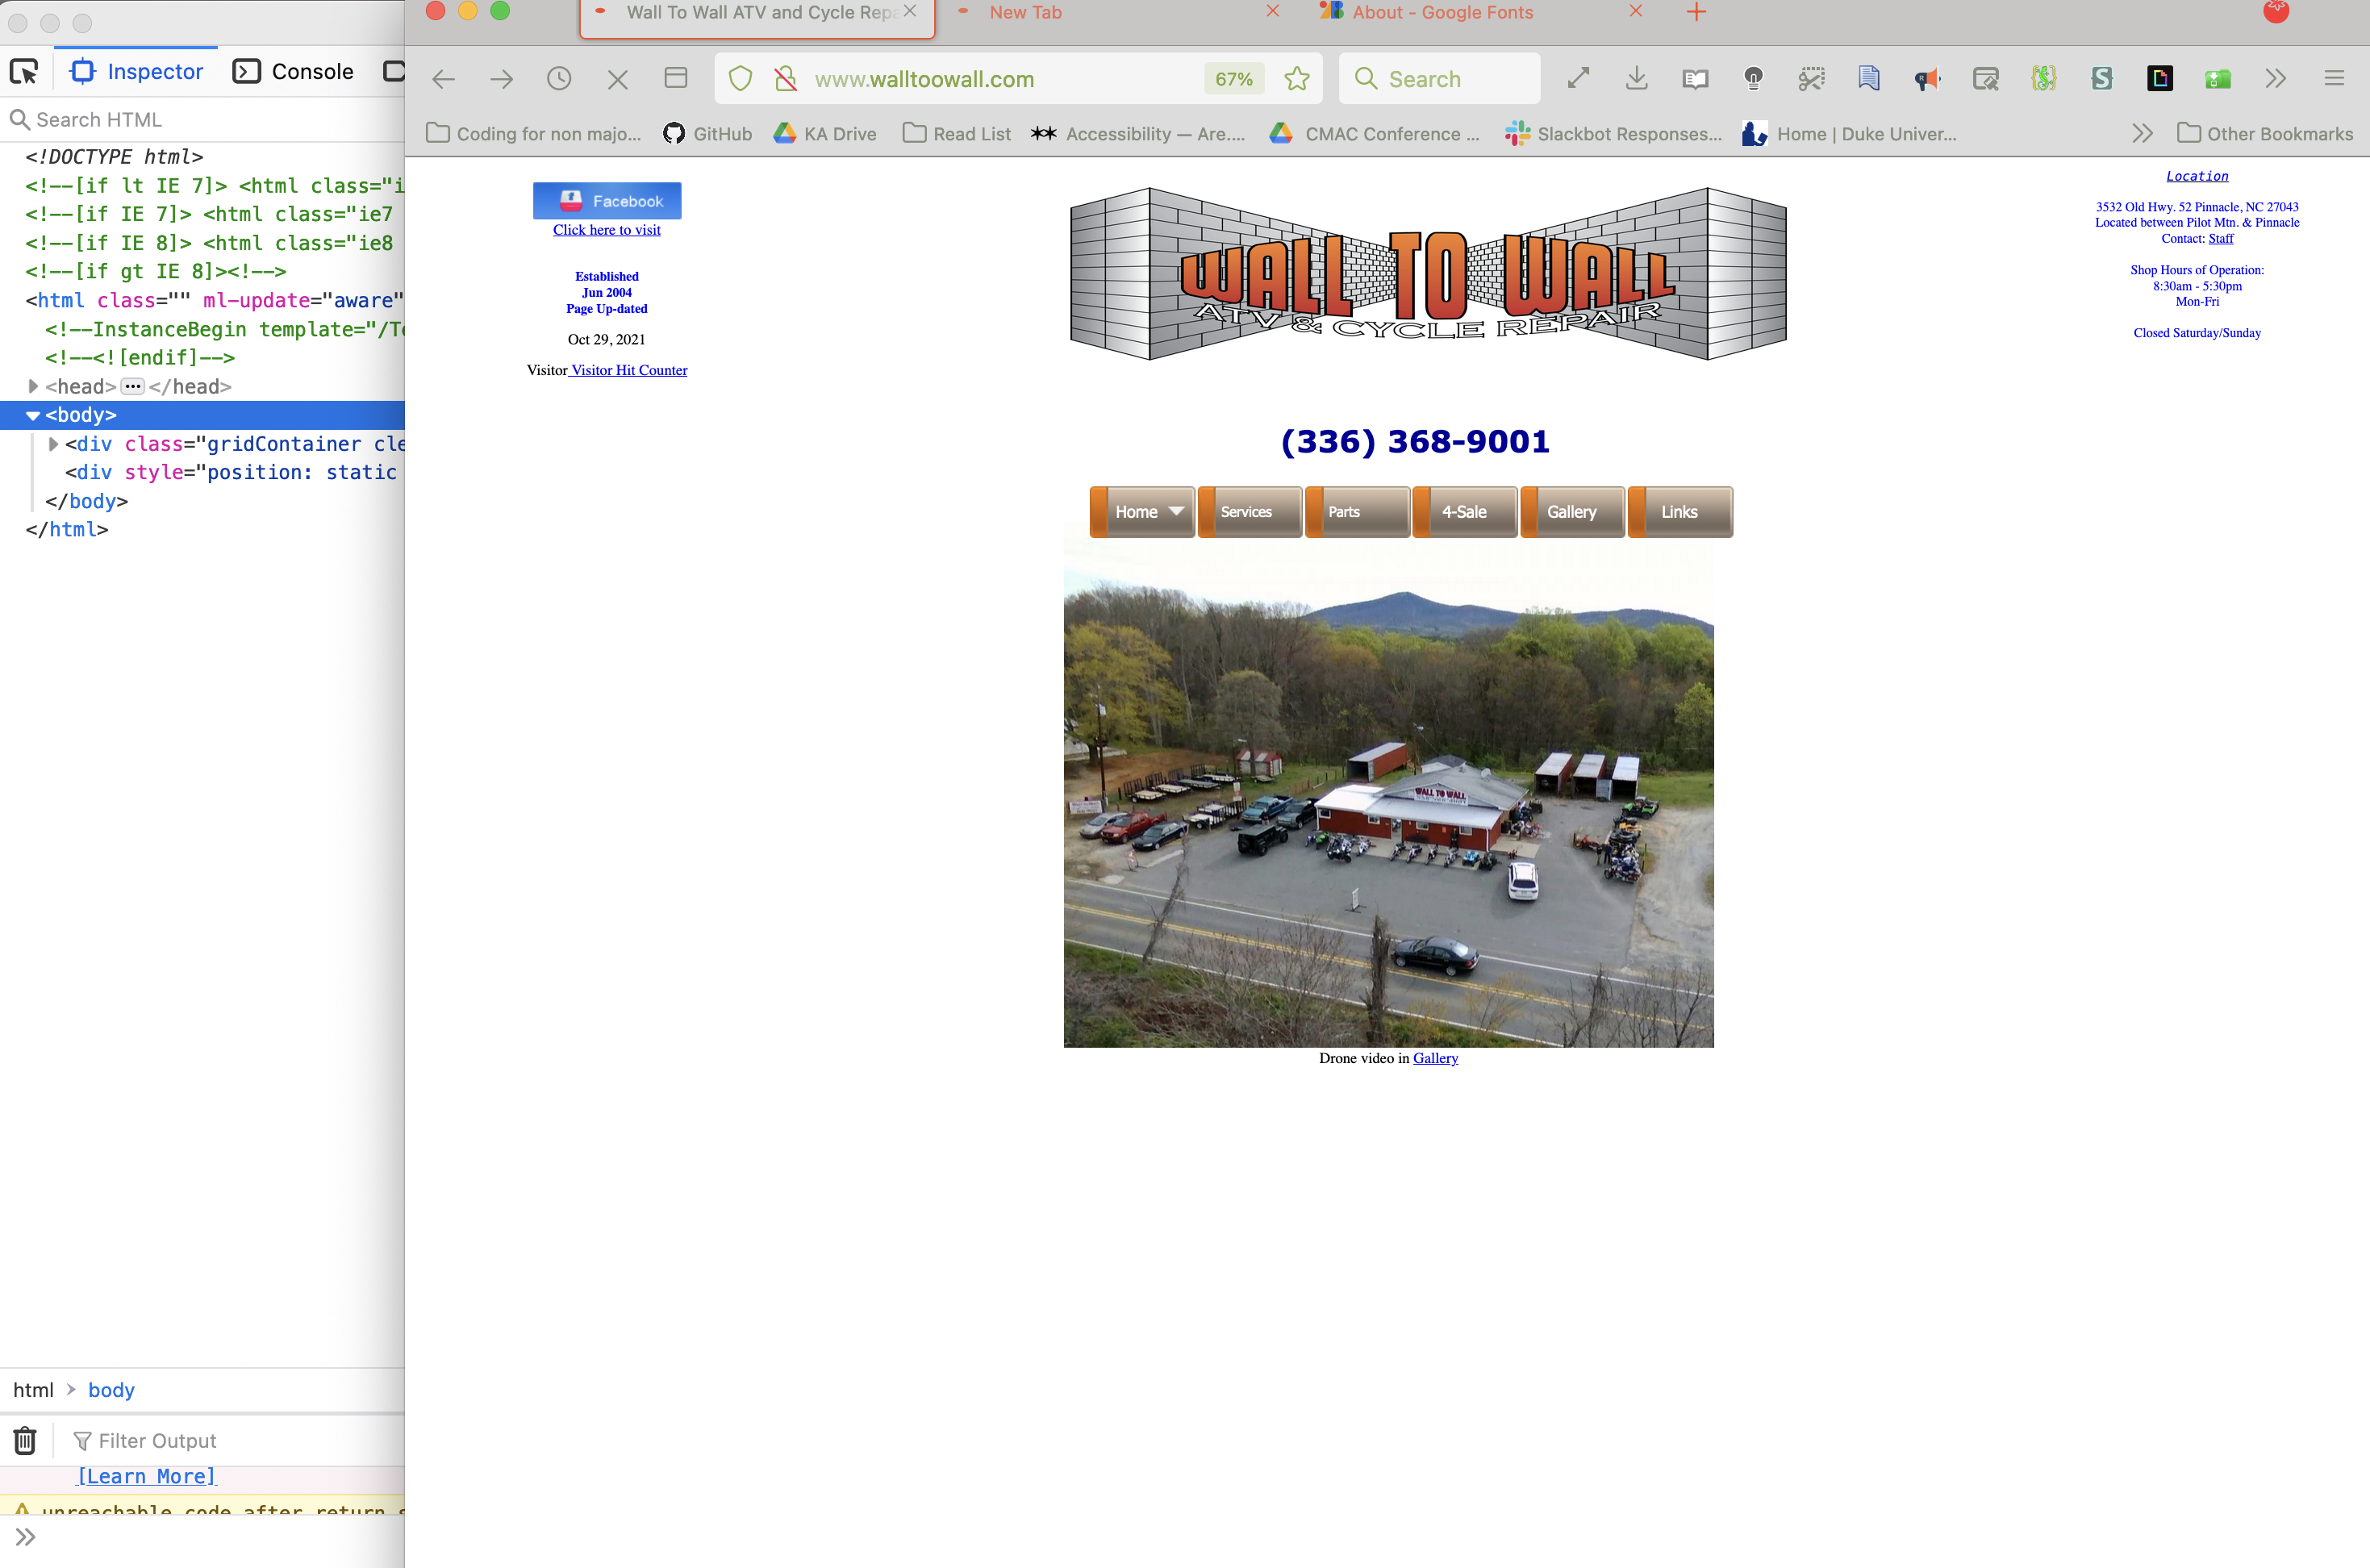 Inspector
Console
Search HTML
<!DOCTYPE html>
<!--[if lt IE 7]> <html class="i
<!--[if IE 7]> <html class="ie7
<!--[if IE 8]> <html class="ie8
<!--[if gt IE 8]><!-->
<html class="" ml-update="aware"
<!--InstanceBegin template="/Te
<!--<![endif]-->
<head> ••• </head>
<body>
<div class="gridContainer cle
<div style="position: static
</body>
</html>
html > body
Filter Output
[Learn More]
unreachable code after return s
Wall To Wall ATV and Cycle Repa
New Tab
About - Google Fonts
www.walltoowall.com
67%
Search
Coding for non majo...
GitHub
KA Drive
Read List
Accessibility — Are....
CMAC Conference ...
Slackbot Responses...
Home | Duke Univer...
Other Bookmarks
Facebook
Click here to visit
Established
Jun 2004
Page Up-dated
Oct 29, 2021
Visitor Visitor Hit Counter
WALL TO WALL
ATV & CYCLE REPAIR
Location
3532 Old Hwy. 52 Pinnacle, NC 27043
Located between Pilot Mtn. & Pinnacle
Contact: Staff
Shop Hours of Operation:
8:30am - 5:30pm
Mon-Fri
Closed Saturday/Sunday
(336) 368-9001
Home
Services
Parts
4-Sale
Gallery
Links
WALL TO WALL
Drone video in Gallery